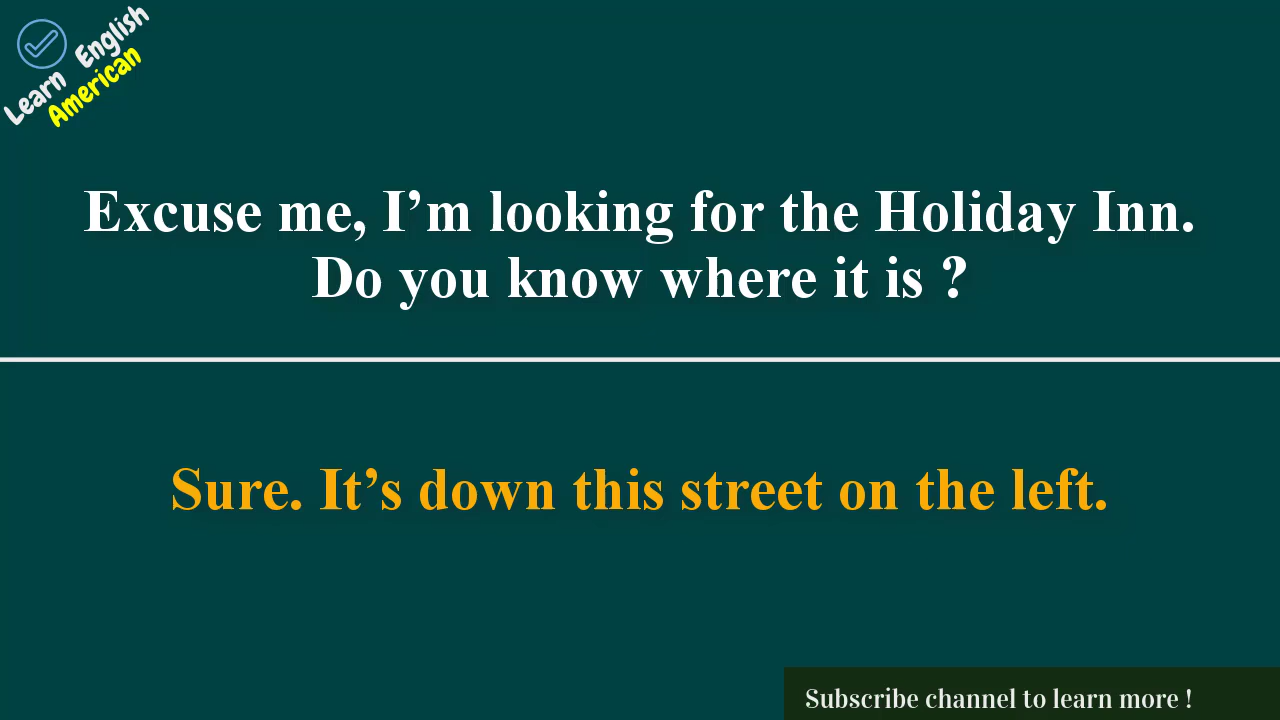 Learn English
American
Excuse me, I’m looking for the Holiday Inn.
Do you know where it is ?
Sure. It’s down this street on the left.
Subscribe channel to learn more !